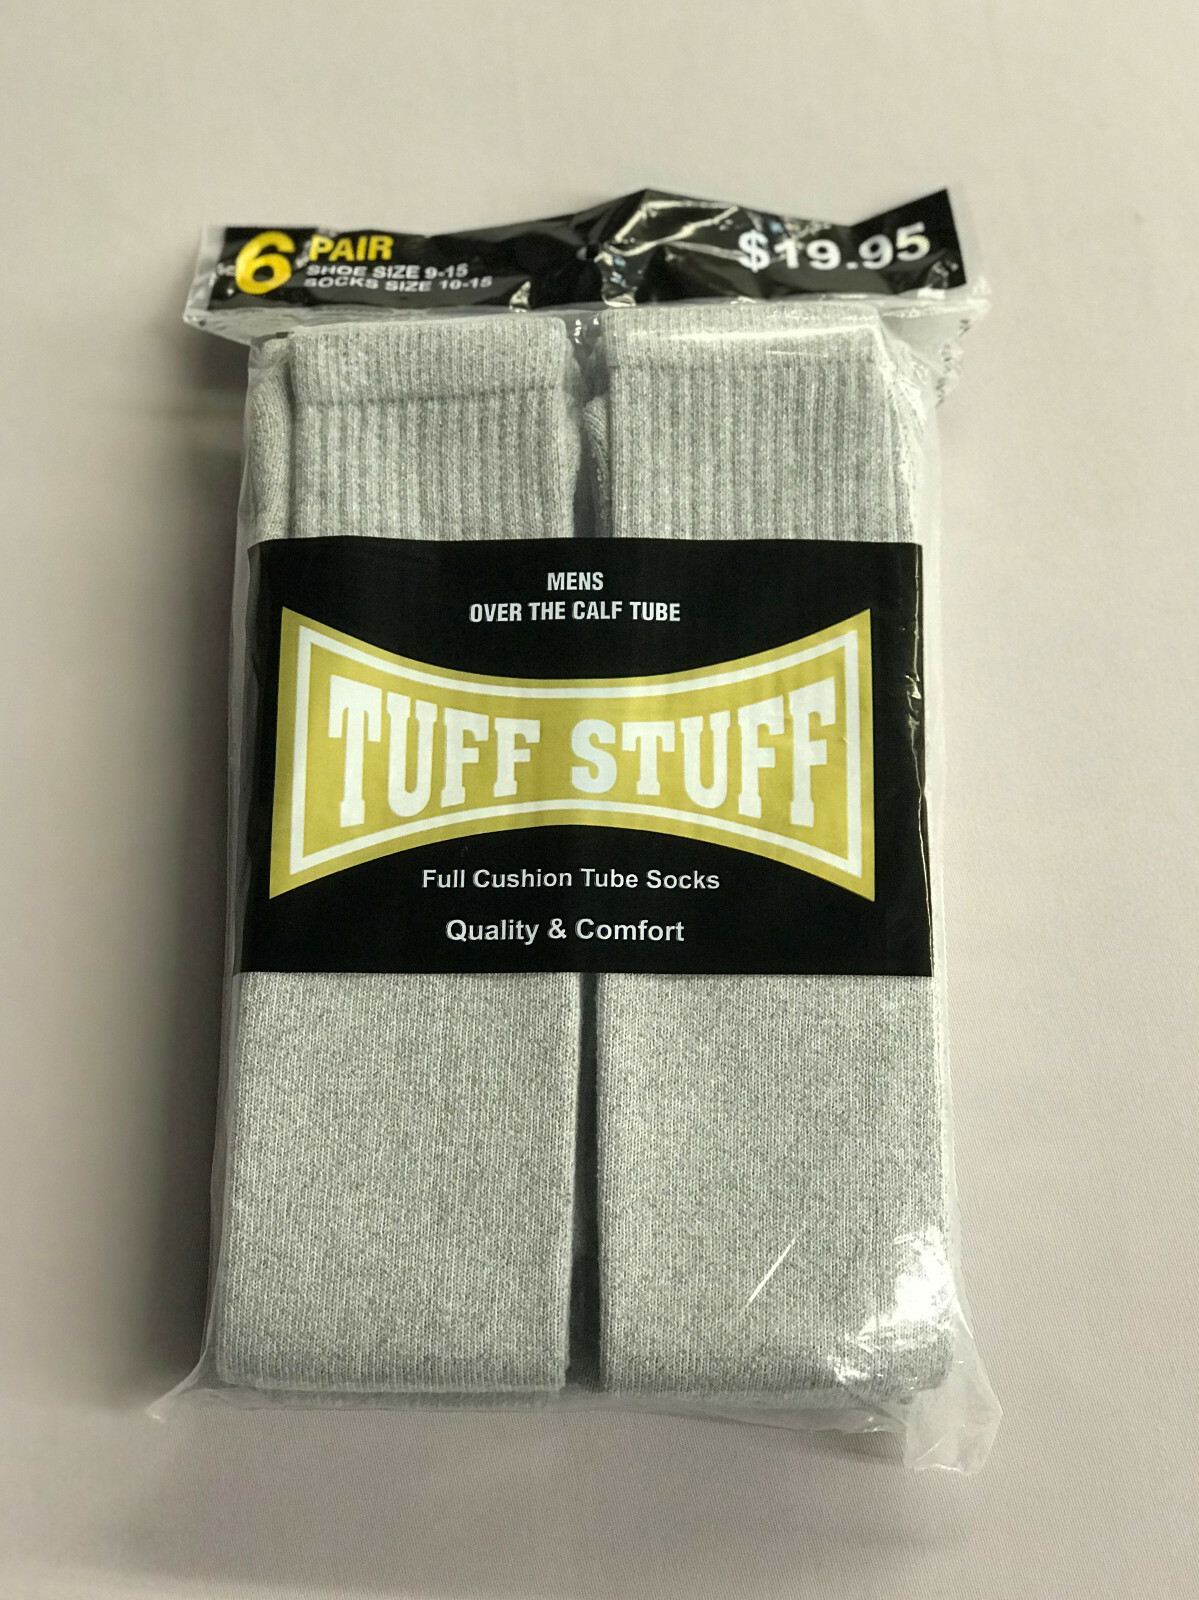 6 PAIR
SHOE SIZE 9-15
SOCKS SIZE 10-15
$19.95
MENS
OVER THE CALF TUBE
TUFF STUFF
Full Cushion Tube Socks
Quality & Comfort